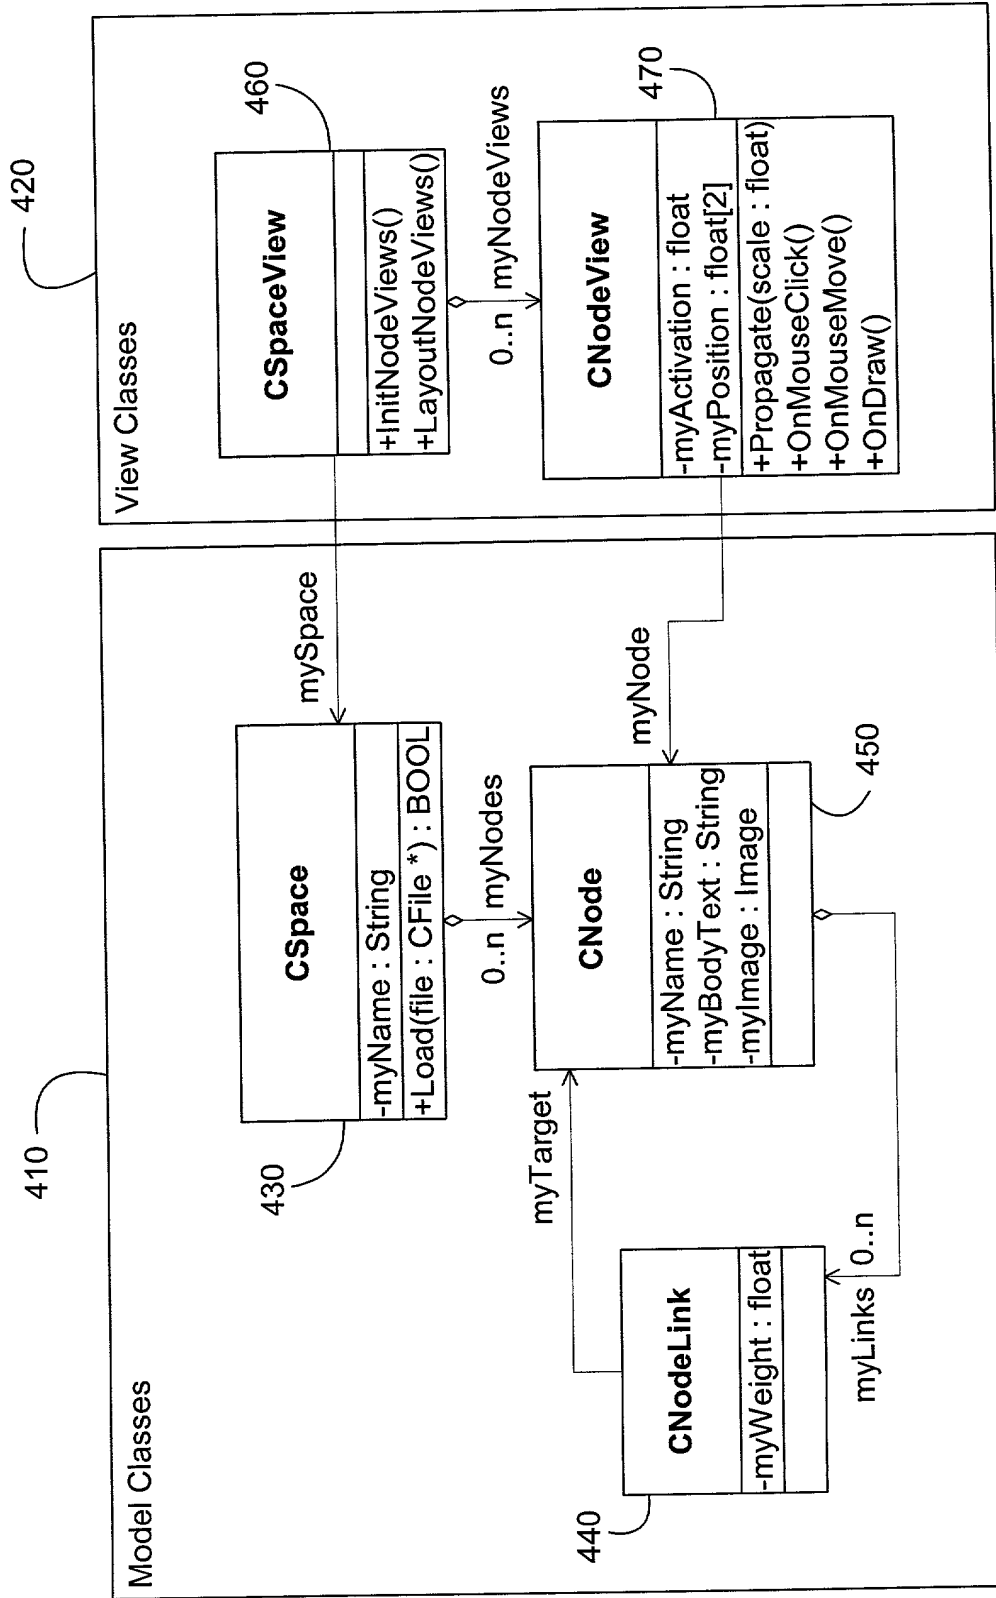 410
420
Model Classes
View Classes
CSpace
-myName : String
+Load(file : CFile *) : BOOL
430
mySpace
CSpaceView
+InitNodeViews()
+LayoutNodeViews()
460
0..n myNodes
0..n myNodeViews
CNodeLink
-myWeight : float
440
myTarget
myLinks 0..n
CNode
-myName : String
-myBodyText : String
-myImage : Image
450
myNode
CNodeView
-myActivation : float
-myPosition : float[2]
+Propagate(scale : float)
+OnMouseClick()
+OnMouseMove()
+OnDraw()
470